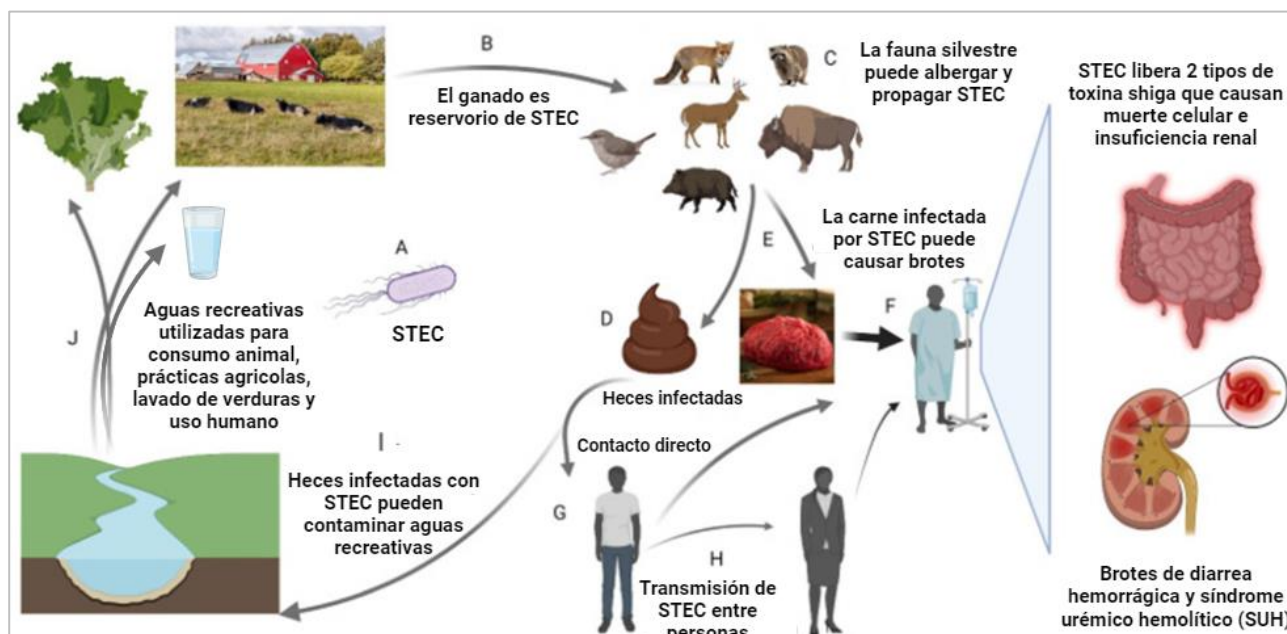 B
El ganado es
reservorio de STEC
C
La fauna silvestre
puede albergar y
propagar STEC
STEC libera 2 tipos de
toxina shiga que causan
muerte celular e
insuficiencia renal
A
STEC
E
La carne infectada
por STEC puede
causar brotes
D
Heces infectadas
F
J
Aguas recreativas
utilizadas para
consumo animal,
prácticas agricolas,
lavado de verduras y
uso humano
I
Heces infectadas con
STEC pueden
contaminar aguas
recreativas
Contacto directo
G
H
Transmisión de
STEC entre
personas
Brotes de diarrea
hemorrágica y síndrome
urémico hemolítico (SUH)